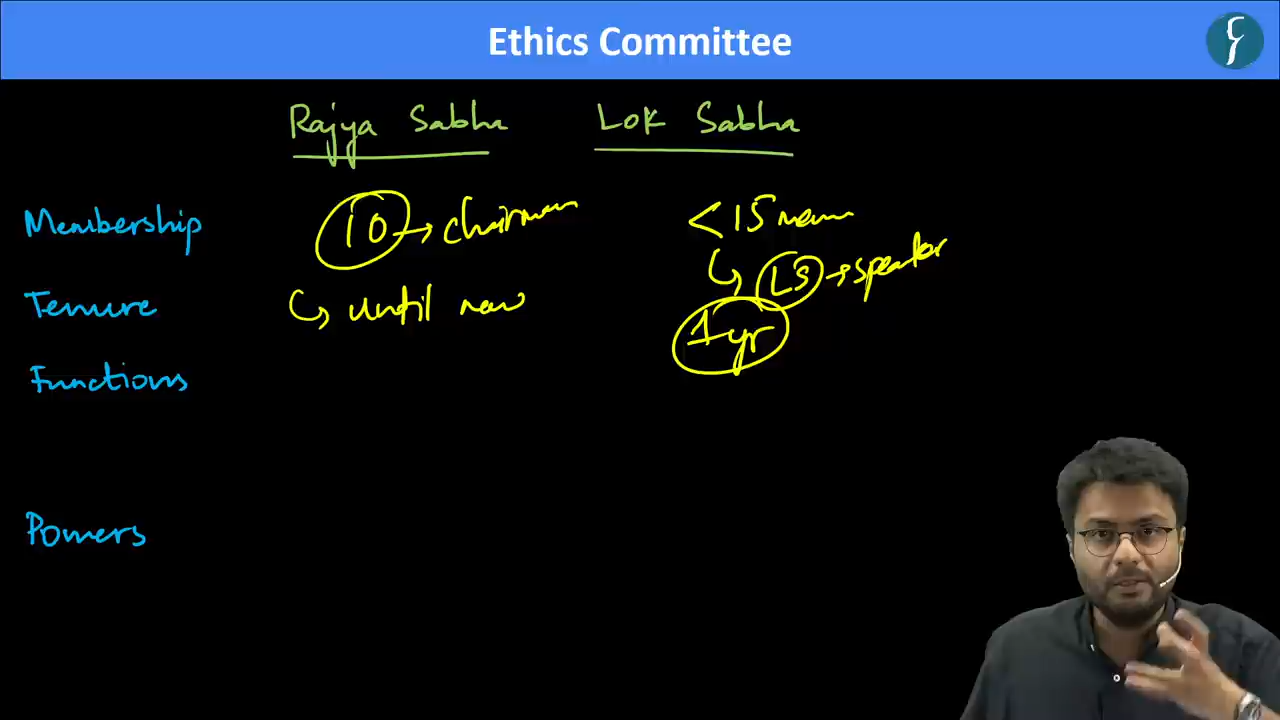 Ethics Committee
Rajya Sabha Lok Sabha
Membership 10 → chairman < 15 mem
LS → speaker
Tenure ↳ until new 1 yr
Functions
Powers